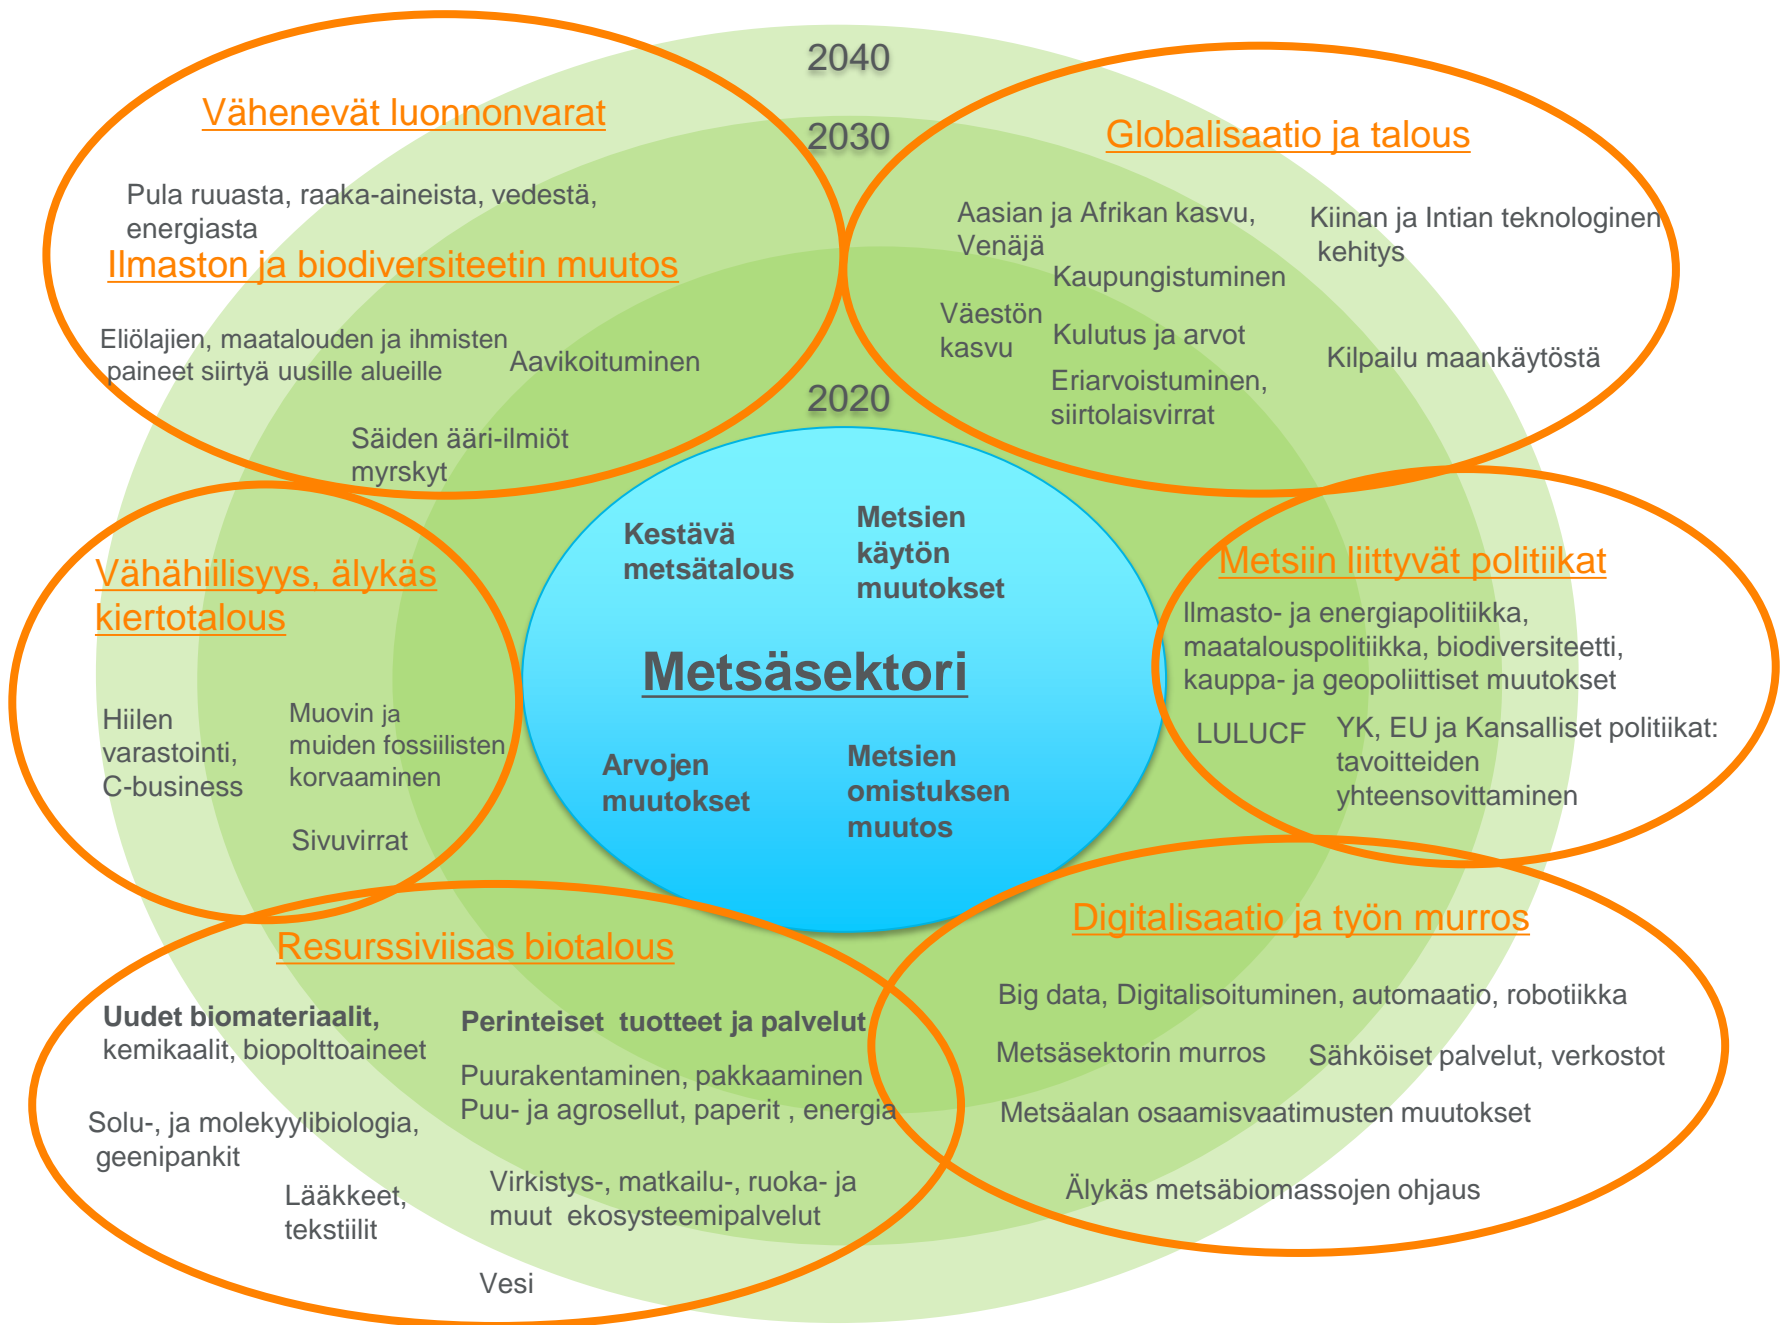 2040
2030
2020
Vähenevät luonnonvarat
Pula ruuasta, raaka-aineista, vedestä,
energiasta
Ilmaston ja biodiversiteetin muutos
Eliölajien, maatalouden ja ihmisten
paineet siirtyä uusille alueille
Aavikoituminen
Säiden ääri-ilmiöt
myrskyt
Globalisaatio ja talous
Aasian ja Afrikan kasvu,
Venäjä
Kiinan ja Intian teknologinen
kehitys
Kaupungistuminen
Väestön
kasvu
Kulutus ja arvot
Kilpailu maankäytöstä
Eriarvoistuminen,
siirtolaisvirrat
Kestävä
metsätalous
Metsien
käytön
muutokset
Metsäsektori
Arvojen
muutokset
Metsien
omistuksen
muutos
Vähähiilisyys, älykäs
kiertotalous
Hiilen
varastointi,
C-business
Muovin ja
muiden fossiilisten
korvaaminen
Sivuvirrat
Metsiin liittyvät politiikat
Ilmasto- ja energiapolitiikka,
maatalouspolitiikka, biodiversiteetti,
kauppa- ja geopoliittiset muutokset
LULUCF
YK, EU ja Kansalliset politiikat:
tavoitteiden
yhteensovittaminen
Resurssiviisas biotalous
Uudet biomateriaalit,
kemikaalit, biopolttoaineet
Perinteiset tuotteet ja palvelut
Puurakentaminen, pakkaaminen
Puu- ja agrosellut, paperit , energia
Solu-, ja molekyylibiologia,
geenipankit
Lääkkeet,
tekstiilit
Virkistys-, matkailu-, ruoka- ja
muut ekosysteemipalvelut
Vesi
Digitalisaatio ja työn murros
Big data, Digitalisoituminen, automaatio, robotiikka
Metsäsektorin murros
Sähköiset palvelut, verkostot
Metsäalan osaamisvaatimusten muutokset
Älykäs metsäbiomassojen ohjaus